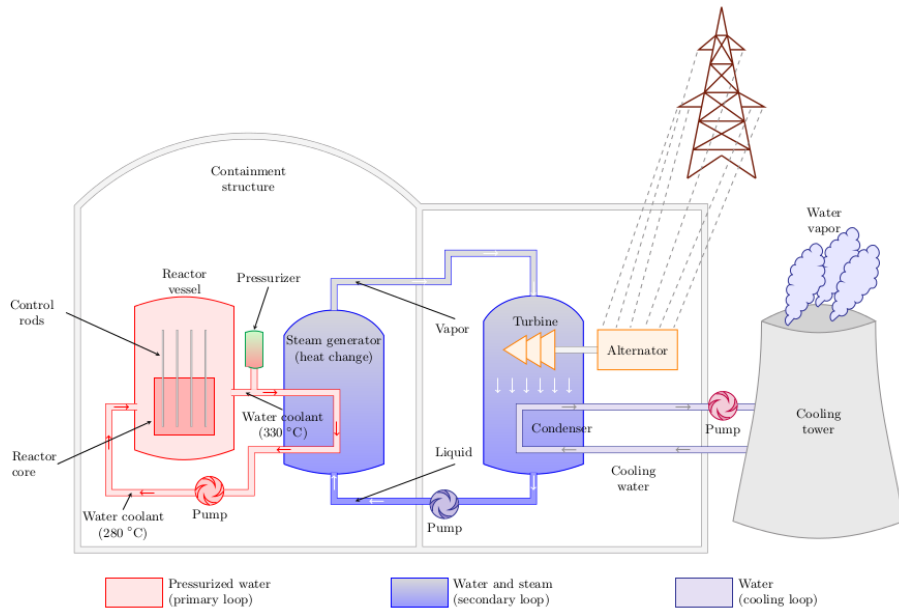 Containment
structure
Water
vapor
Reactor
vessel
Pressurizer
Control
rods
Vapor
Turbine
Steam generator
(heat change)
Alternator
Water coolant
(330 °C)
Condenser
Pump
Cooling
tower
Reactor
core
Liquid
Cooling
water
Water coolant
(280 °C)
Pump
Pump
Pressurized water
(primary loop)
Water and steam
(secondary loop)
Water
(cooling loop)